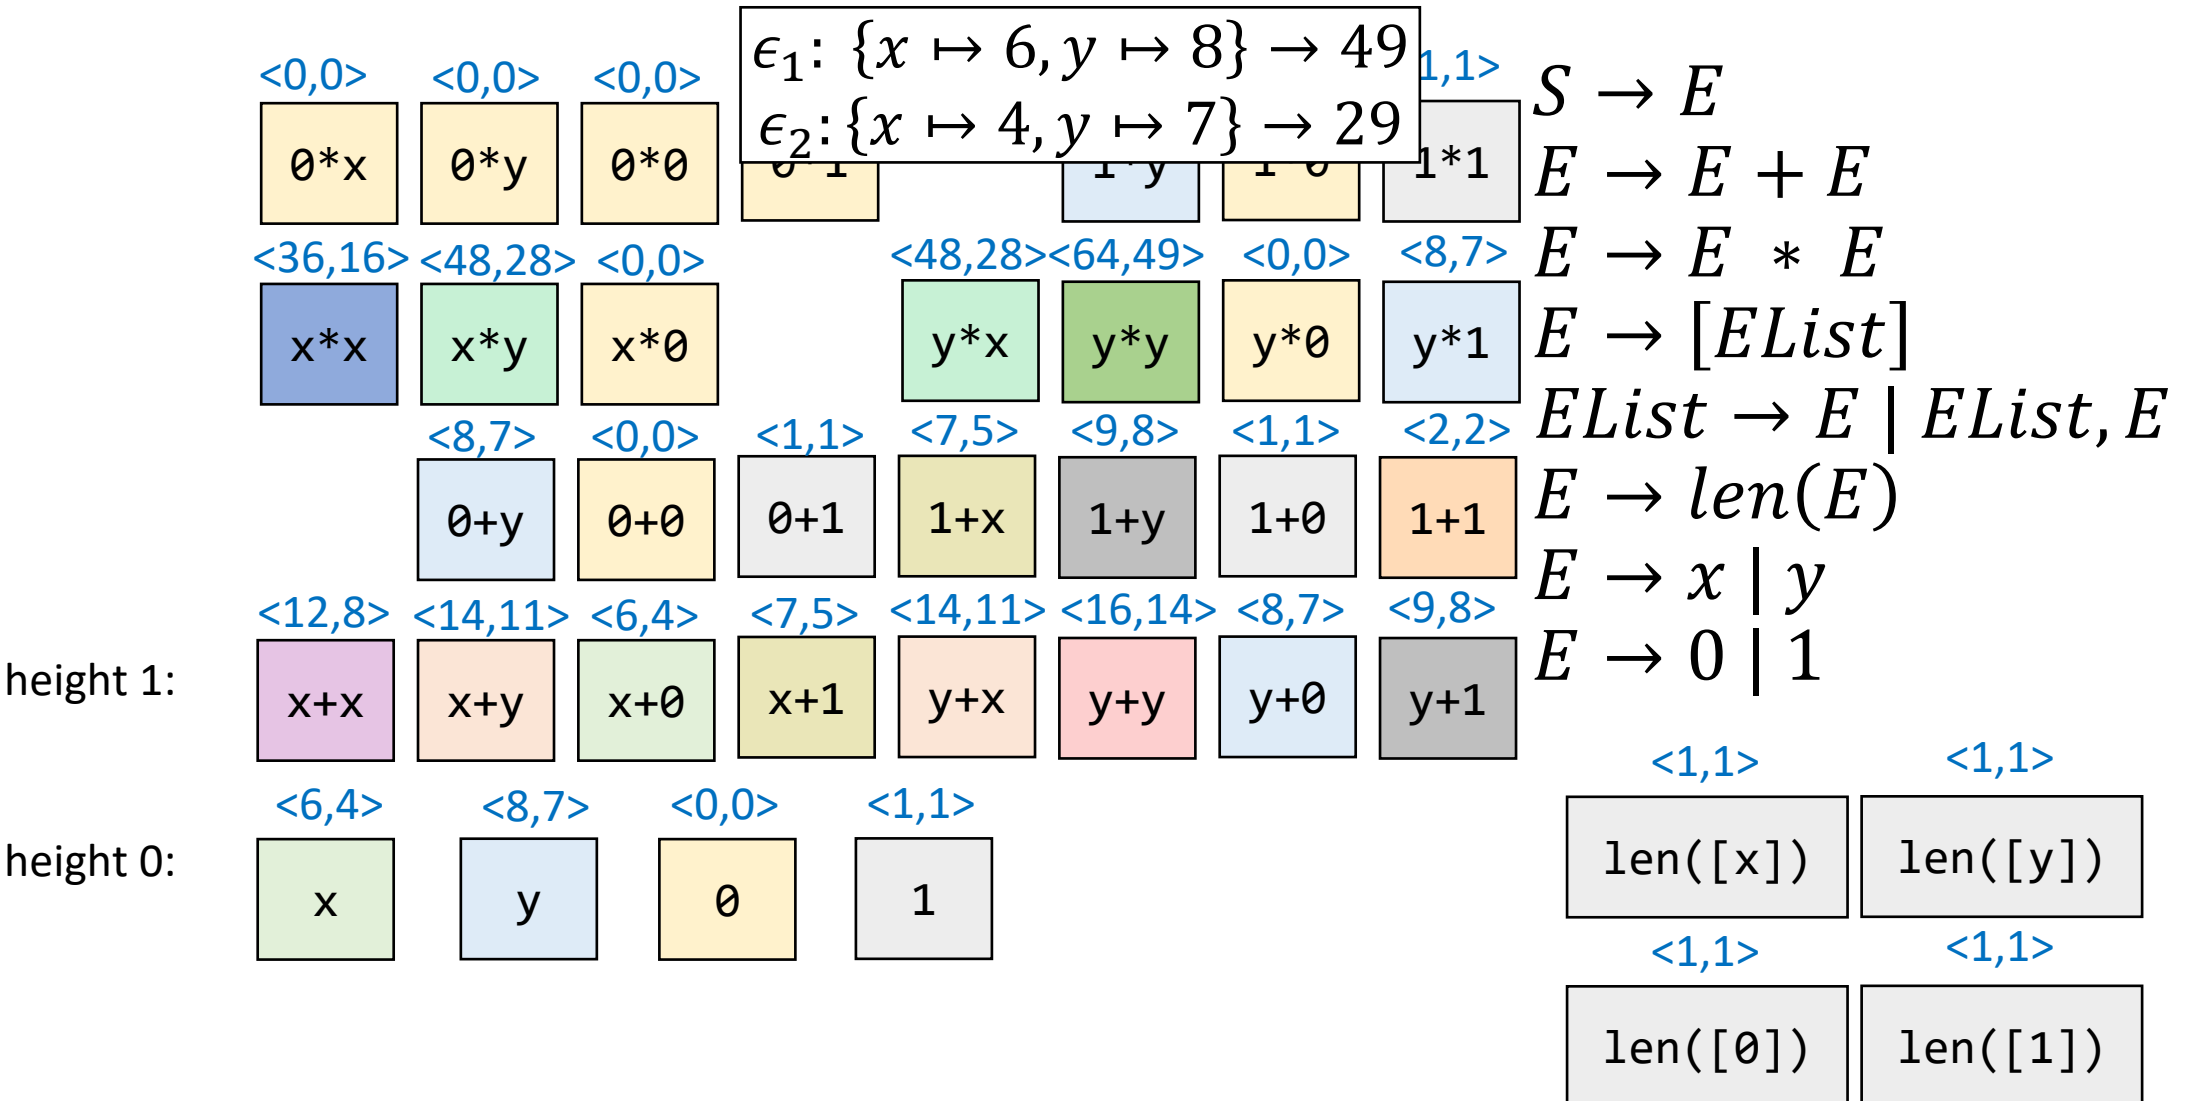 ϵ₁: {x ↦ 6, y ↦ 8} → 49
ϵ₂: {x ↦ 4, y ↦ 7} → 29
<0,0> <0,0> <0,0> 1,1>
0*x 0*y 0*0 1*1
<36,16> <48,28> <0,0> <48,28> <64,49> <0,0> <8,7>
x*x x*y x*0 y*x y*y y*0 y*1
<8,7> <0,0> <1,1> <7,5> <9,8> <1,1> <2,2>
0+y 0+0 0+1 1+x 1+y 1+0 1+1
<12,8> <14,11> <6,4> <7,5> <14,11> <16,14> <8,7> <9,8>
height 1: x+x x+y x+0 x+1 y+x y+y y+0 y+1
<6,4> <8,7> <0,0> <1,1>
height 0: x y 0 1
S → E
E → E + E
E → E * E
E → [EList]
EList → E | EList, E
E → len(E)
E → x | y
E → 0 | 1
<1,1> <1,1>
len([x]) len([y])
<1,1> <1,1>
len([0]) len([1])